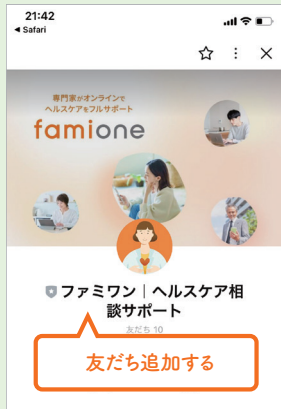 21:42
◀ Safari
専門家がオンラインで
ヘルスケアをフルサポート
famione
ファミワン｜ヘルスケア相
談サポート
友だち 10
友だち追加する